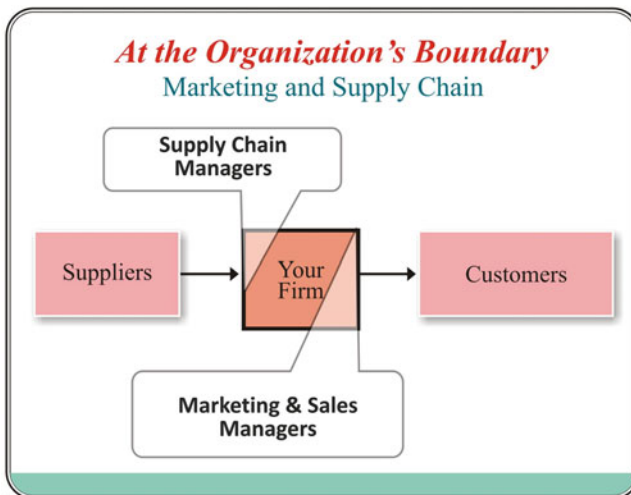 At the Organization’s Boundary
Marketing and Supply Chain
Supply Chain
Managers
Suppliers
Your
Firm
Customers
Marketing & Sales
Managers